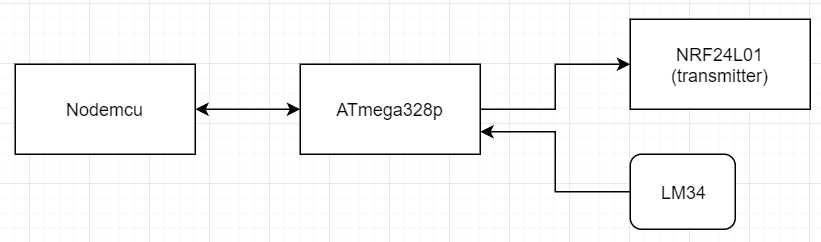 Nodemcu
ATmega328p
NRF24L01
(transmitter)
LM34